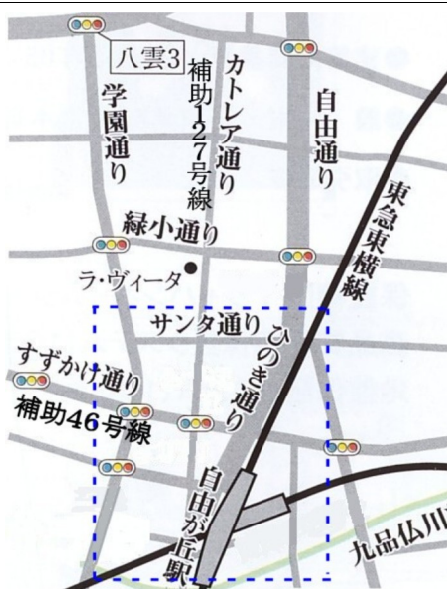 八雲3
学園通り
補助127号線
カトレア通り
自由通り
東急東横線
緑小通り
ラ・ヴィータ
サンタ通り
ひのき通り
すずかけ通り
補助46号線
自由が丘駅
九品仏川